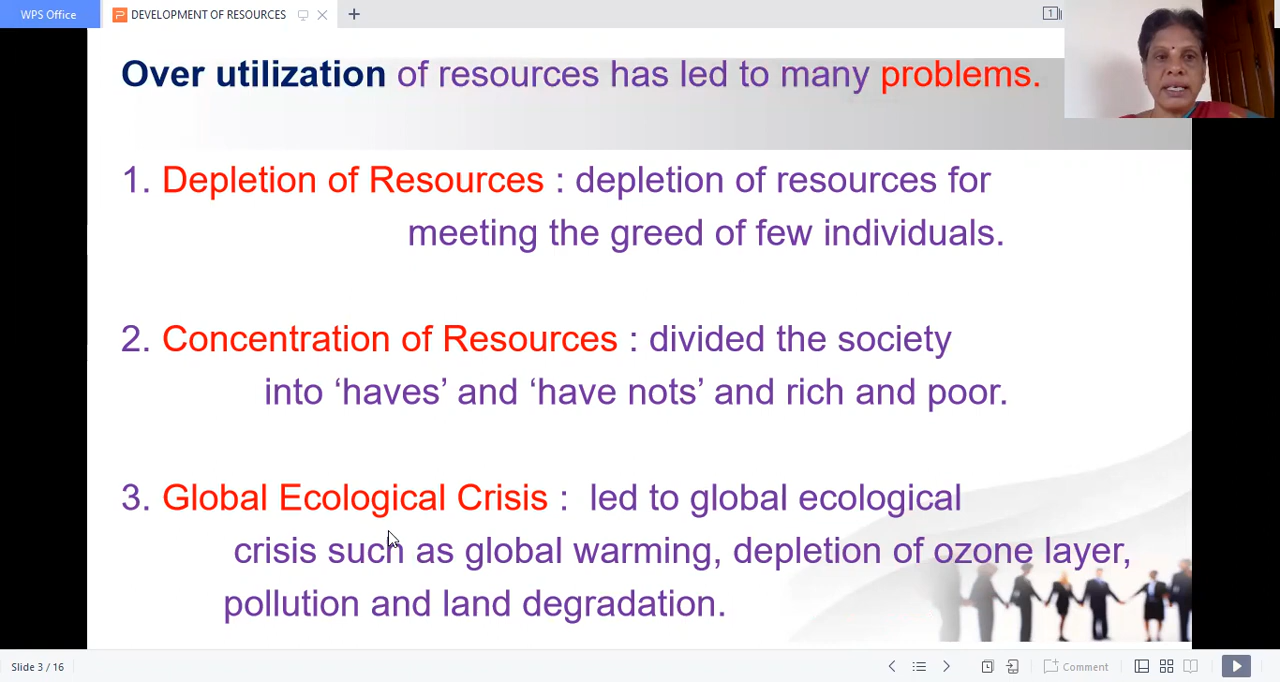 WPS Office
DEVELOPMENT OF RESOURCES
1
Over utilization of resources has led to many problems.
1. Depletion of Resources : depletion of resources for
meeting the greed of few individuals.
2. Concentration of Resources : divided the society
into ‘haves’ and ‘have nots’ and rich and poor.
3. Global Ecological Crisis : led to global ecological
crisis such as global warming, depletion of ozone layer,
pollution and land degradation.
Slide 3 / 16
Comment